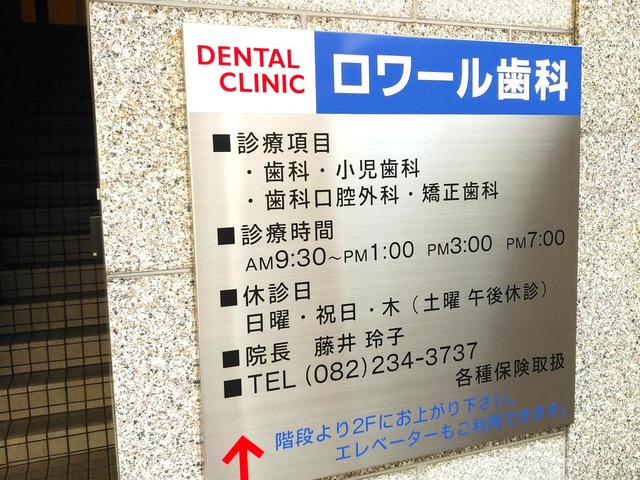 DENTAL CLINIC
ロワール歯科
■診療項目
・歯科・小児歯科
・歯科口腔外科・矯正歯科
■診療時間
AM9:30～PM1:00 PM3:00 PM7:00
■休診日
日曜・祝日・木（土曜 午後休診）
■院長 藤井 玲子
■TEL (082)234-3737
各種保険取扱
階段より2Fにお上がり下さい。
エレベーターもご利用できます。